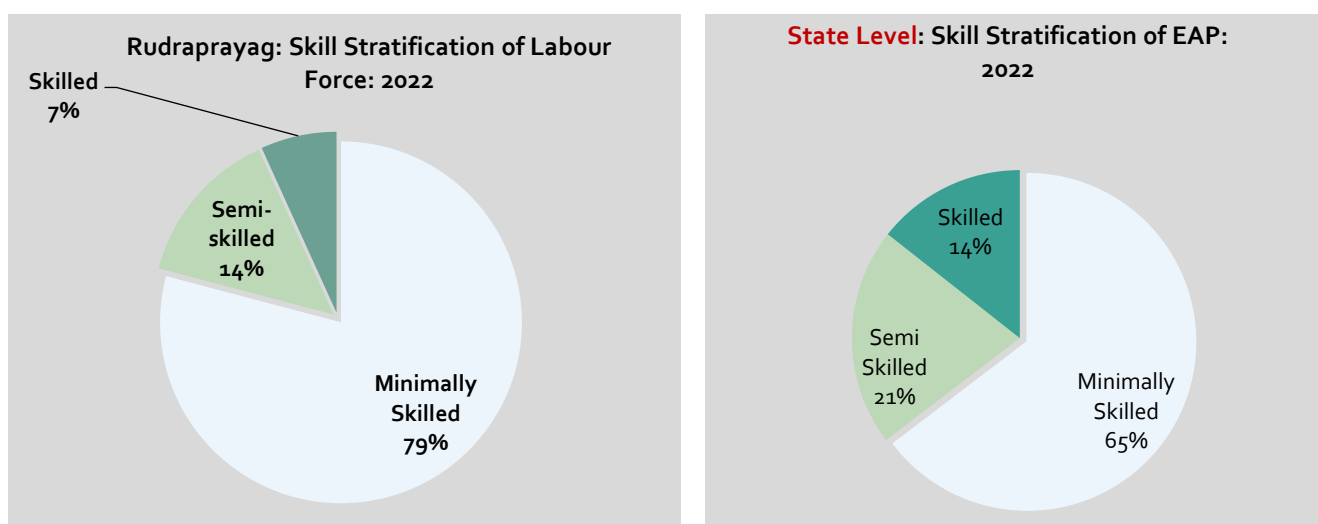 Rudraprayag: Skill Stratification of Labour
Force: 2022
Skilled
7%
Semi-
skilled
14%
Minimally
Skilled
79%
State Level: Skill Stratification of EAP:
2022
Skilled
14%
Semi
Skilled
21%
Minimally
Skilled
65%